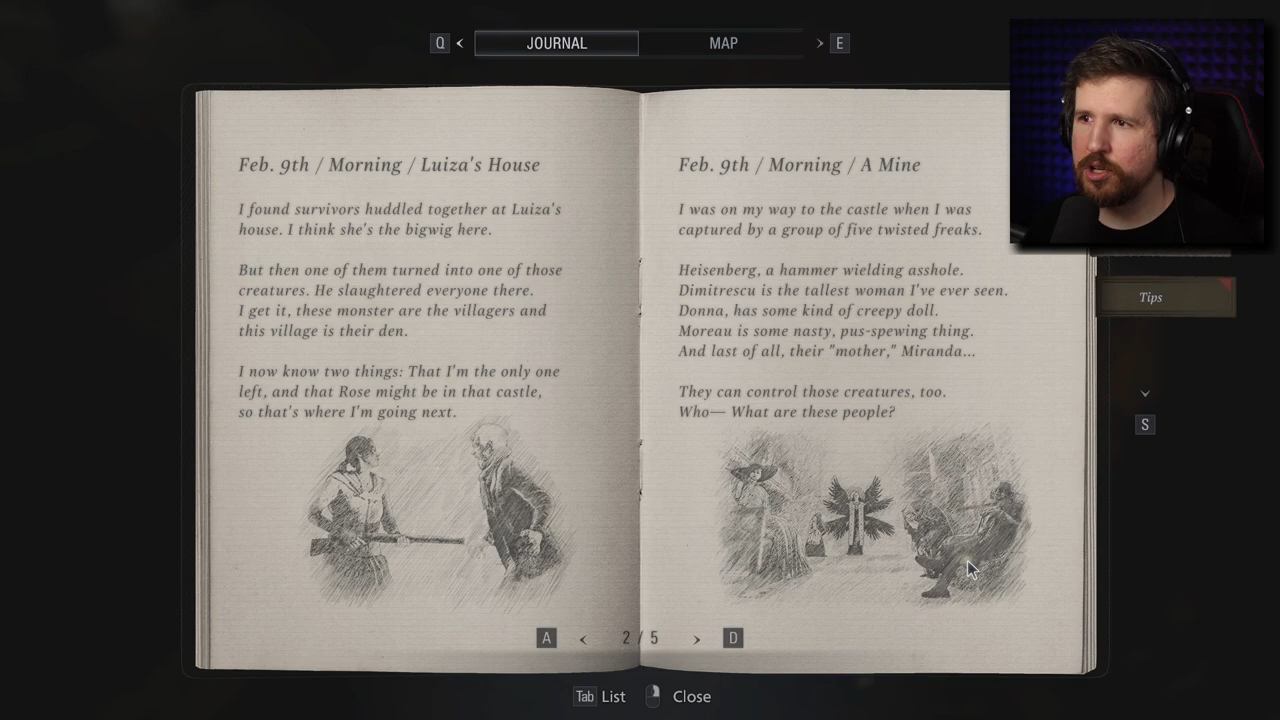 Q < JOURNAL MAP > E
Feb. 9th / Morning / Luiza's House
I found survivors huddled together at Luiza's
house. I think she's the bigwig here.
But then one of them turned into one of those
creatures. He slaughtered everyone there.
I get it, these monster are the villagers and
this village is their den.
I now know two things: That I'm the only one
left, and that Rose might be in that castle,
so that's where I'm going next.
Feb. 9th / Morning / A Mine
I was on my way to the castle when I was
captured by a group of five twisted freaks.
Heisenberg, a hammer wielding asshole.
Dimitrescu is the tallest woman I've ever seen.
Donna, has some kind of creepy doll.
Moreau is some nasty, pus-spewing thing.
And last of all, their "mother," Miranda...
They can control those creatures, too.
Who— What are these people?
Tips
S
A < 2 / 5 > D
Tab List Close